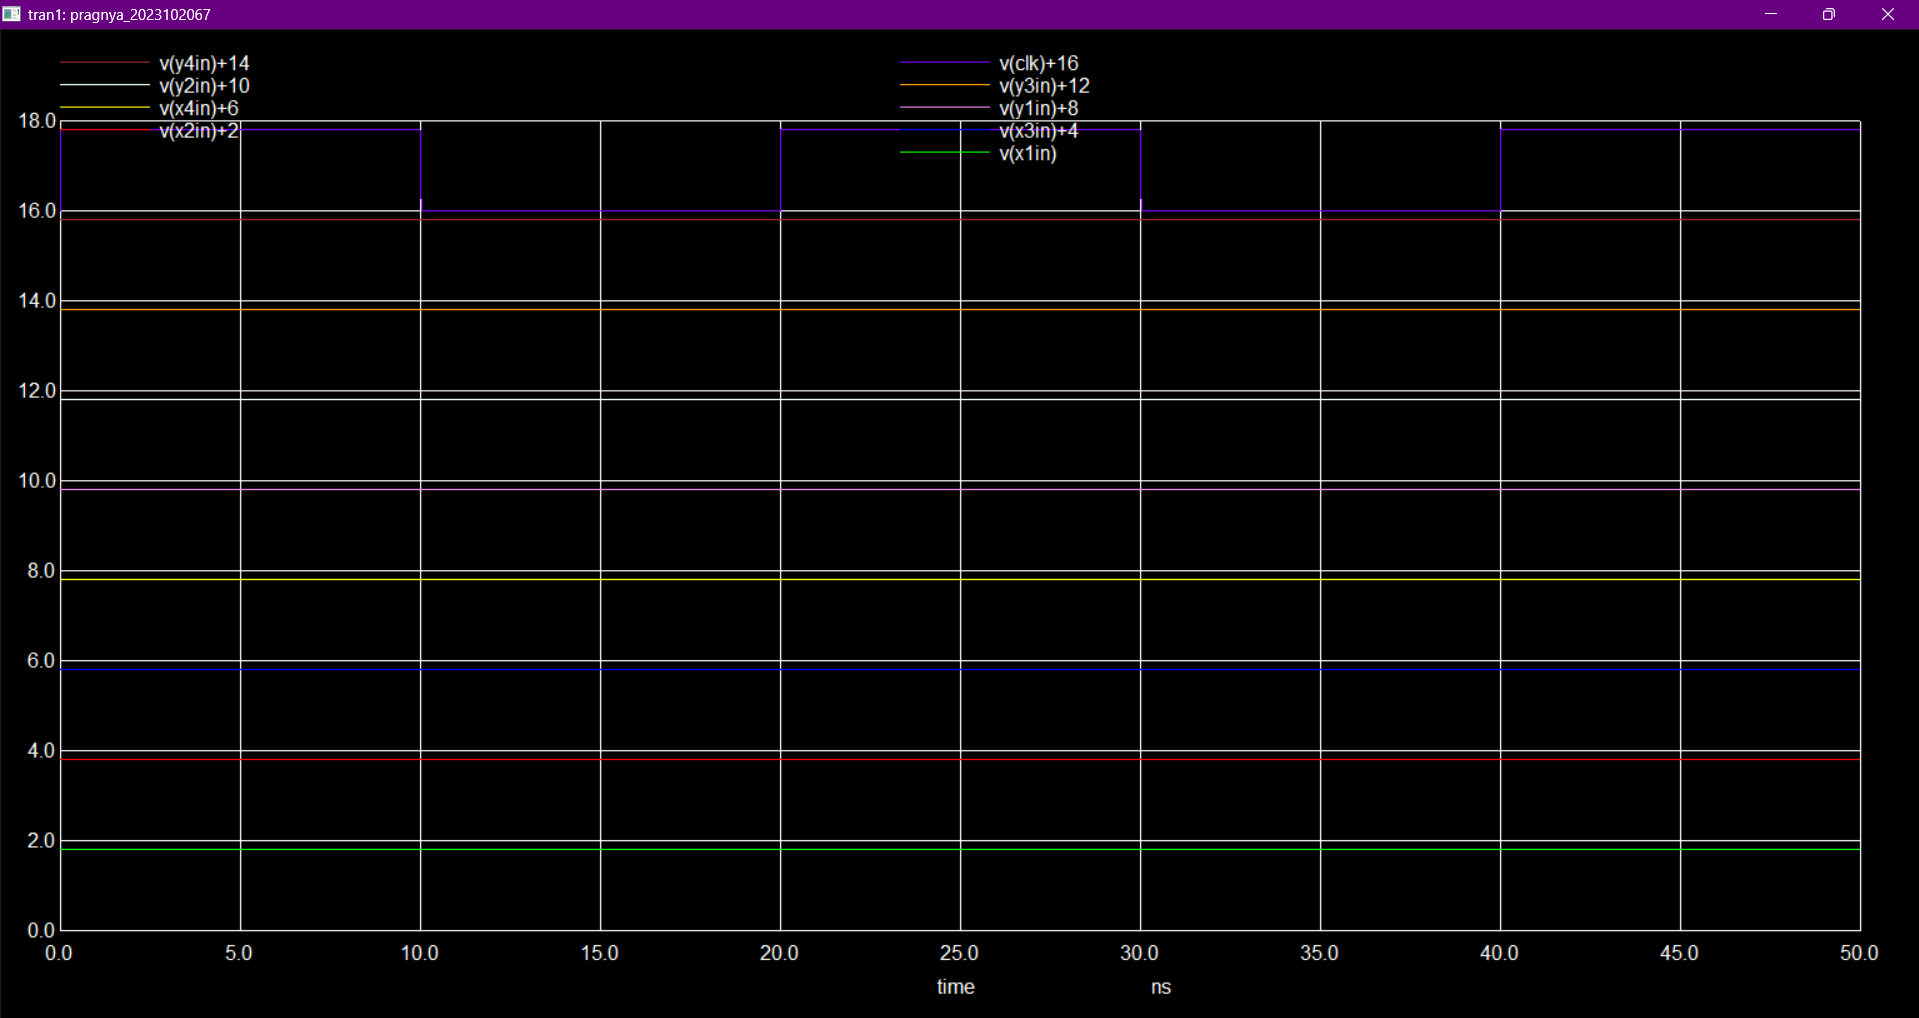 tran1: pragnya_2023102067
v(y4in)+14
v(clk)+16
v(y2in)+10
v(y3in)+12
v(x4in)+6
v(y1in)+8
v(x2in)+2
v(x3in)+4
v(x1in)
18.0
16.0
14.0
12.0
10.0
8.0
6.0
4.0
2.0
0.0
0.0 5.0 10.0 15.0 20.0 25.0 30.0 35.0 40.0 45.0 50.0
time ns